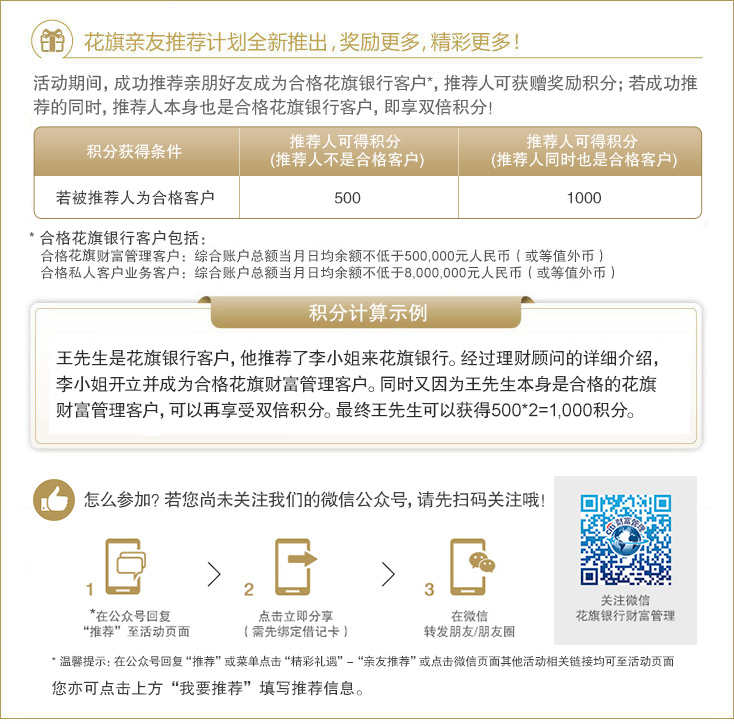 花旗亲友推荐计划全新推出，奖励更多，精彩更多！
活动期间，成功推荐亲朋好友成为合格花旗银行客户*，推荐人可获赠奖励积分；若成功推
荐的同时，推荐人本身也是合格花旗银行客户，即享双倍积分！
积分获得条件
推荐人可得积分
(推荐人不是合格客户)
推荐人可得积分
(推荐人同时也是合格客户)
若被推荐人为合格客户
500
1000
* 合格花旗银行客户包括：
合格花旗财富管理客户：综合账户总额当月日均余额不低于500,000元人民币（或等值外币）
合格私人客户业务客户：综合账户总额当月日均余额不低于8,000,000元人民币（或等值外币）
积分计算示例
王先生是花旗银行客户，他推荐了李小姐来花旗银行。经过理财顾问的详细介绍，
李小姐开立并成为合格花旗财富管理客户。同时又因为王先生本身是合格的花旗
财富管理客户，可以再享受双倍积分。最终王先生可以获得500*2=1,000积分。
怎么参加？若您尚未关注我们的微信公众号，请先扫码关注哦！
财富管理
1
*在公众号回复
“推荐”至活动页面
2
点击立即分享
（需先绑定借记卡）
3
在微信
转发朋友/朋友圈
关注微信
花旗银行财富管理
* 温馨提示：在公众号回复“推荐”或菜单点击“精彩礼遇”–“亲友推荐”或点击微信页面其他活动相关链接均可至活动页面
您亦可点击上方“我要推荐”填写推荐信息。